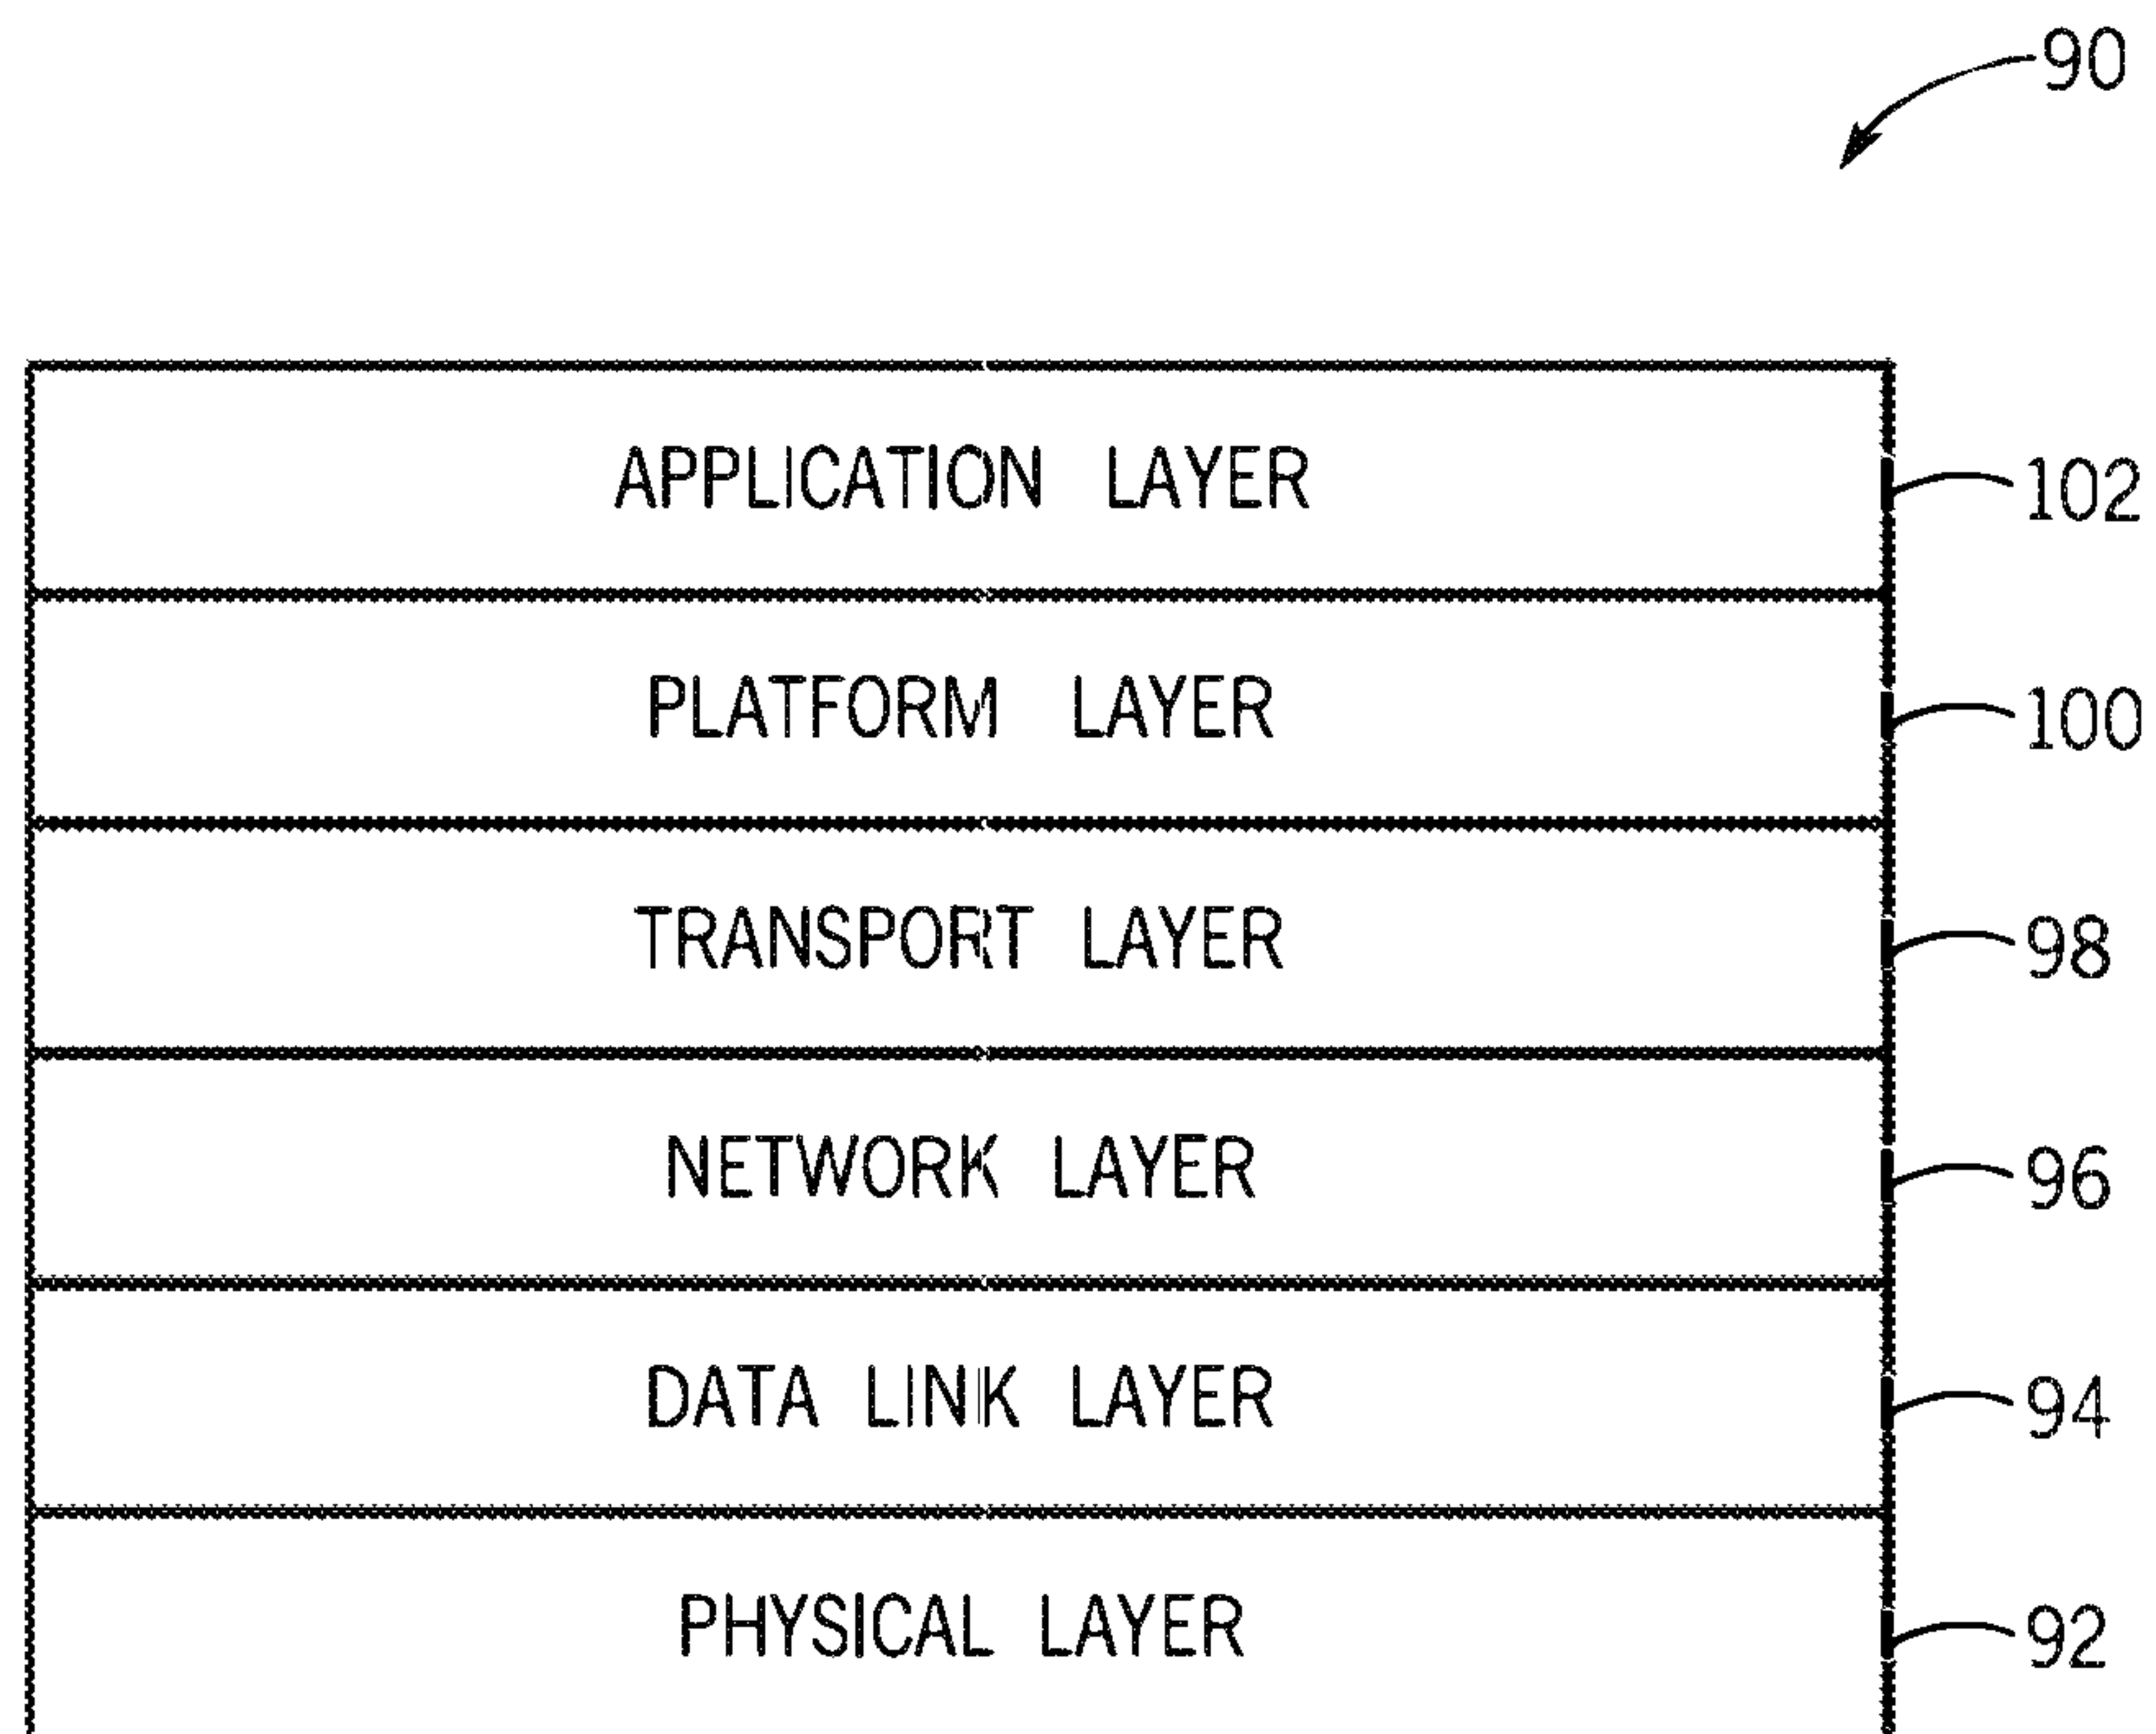 90
APPLICATION LAYER 102
PLATFORM LAYER 100
TRANSPORT LAYER 98
NETWORK LAYER 96
DATA LINK LAYER 94
PHYSICAL LAYER 92